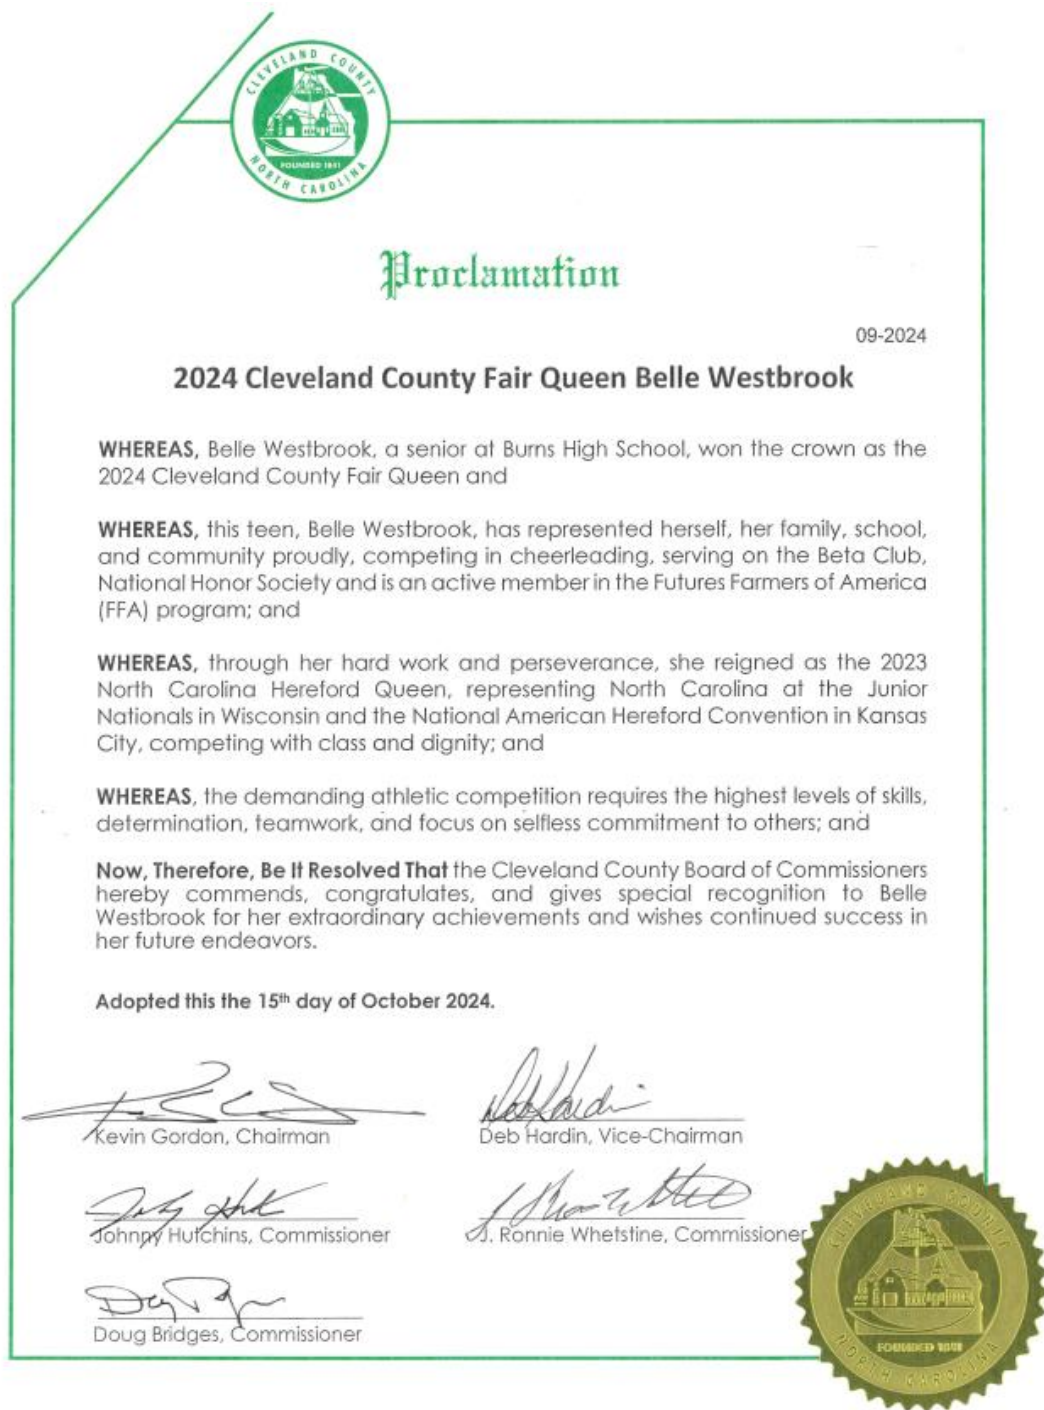 CLEVELAND COUNTY
FOUNDED 1841
NORTH CAROLINA
Proclamation
09-2024
2024 Cleveland County Fair Queen Belle Westbrook
WHEREAS, Belle Westbrook, a senior at Burns High School, won the crown as the
2024 Cleveland County Fair Queen and
WHEREAS, this teen, Belle Westbrook, has represented herself, her family, school,
and community proudly, competing in cheerleading, serving on the Beta Club,
National Honor Society and is an active member in the Futures Farmers of America
(FFA) program; and
WHEREAS, through her hard work and perseverance, she reigned as the 2023
North Carolina Hereford Queen, representing North Carolina at the Junior
Nationals in Wisconsin and the National American Hereford Convention in Kansas
City, competing with class and dignity; and
WHEREAS, the demanding athletic competition requires the highest levels of skills,
determination, teamwork, and focus on selfless commitment to others; and
Now, Therefore, Be It Resolved That the Cleveland County Board of Commissioners
hereby commends, congratulates, and gives special recognition to Belle
Westbrook for her extraordinary achievements and wishes continued success in
her future endeavors.
Adopted this the 15th day of October 2024.
Deb Hardin
Kevin Gordon, Chairman
Deb Hardin, Vice-Chairman
Johnny Hutchins, Commissioner
J. Ronnie Whetstine, Commissioner
Doug Bridges, Commissioner
CLEVELAND COUNTY
FOUNDED 1841
NORTH CAROLINA